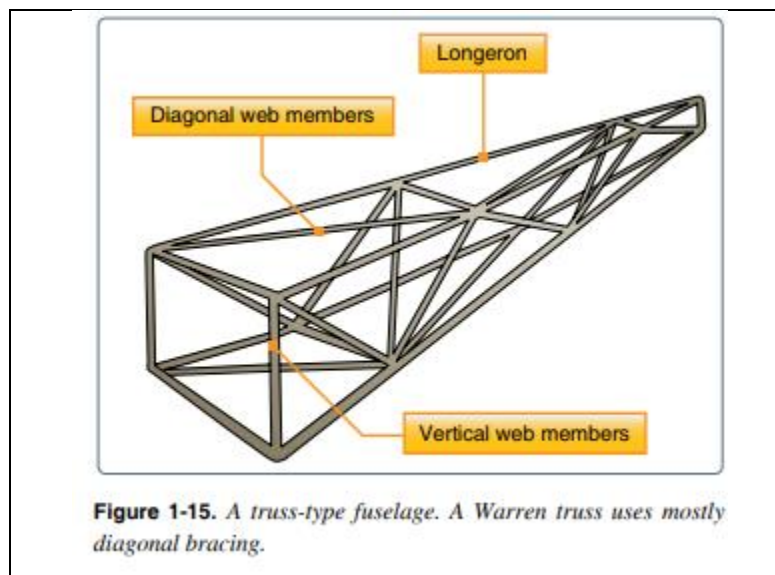 Longeron
Diagonal web members
Vertical web members
Figure 1-15. A truss-type fuselage. A Warren truss uses mostly
diagonal bracing.